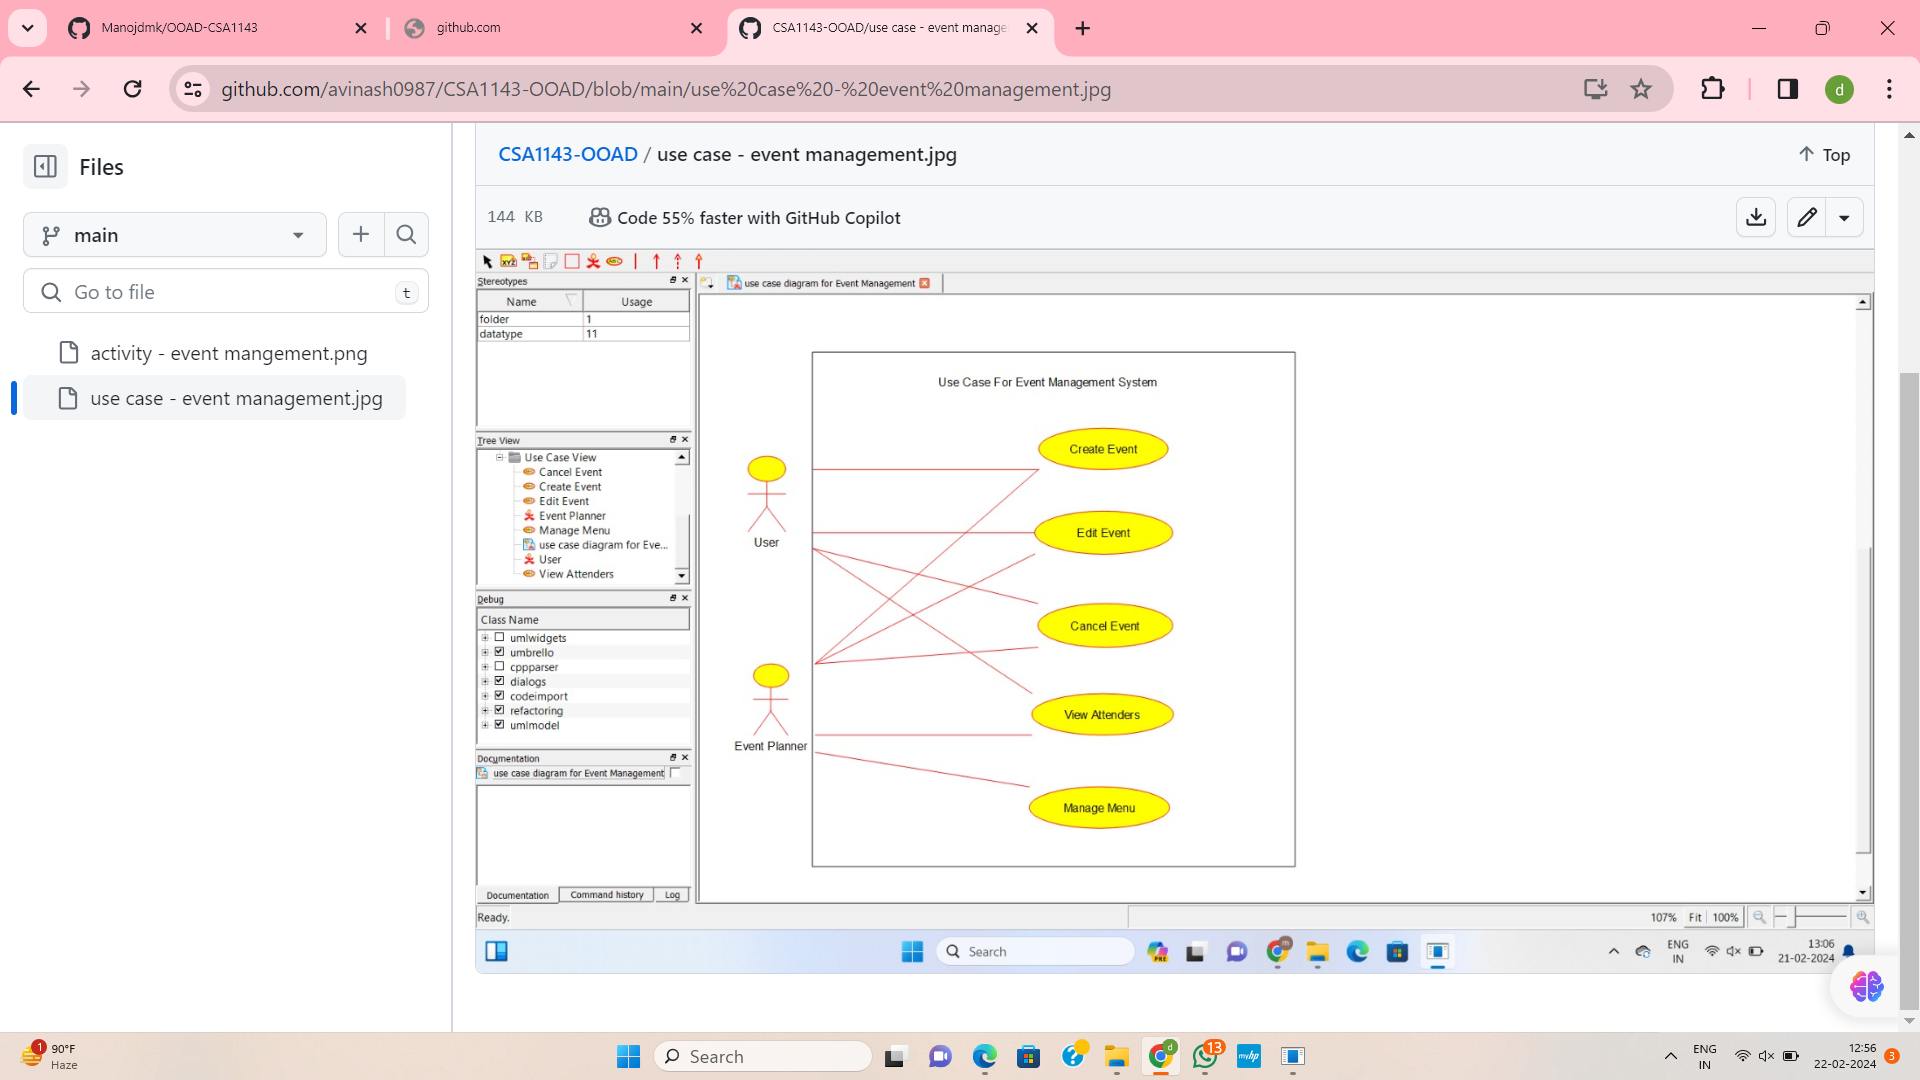 Manojdmk/OOAD-CSA1143
github.com
CSA1143-OOAD/use case - event manage
github.com/avinash0987/CSA1143-OOAD/blob/main/use%20case%20-%20event%20management.jpg
d
Files
main
Go to file
t
activity - event mangement.png
use case - event management.jpg
CSA1143-OOAD / use case - event management.jpg
Top
144 KB
Code 55% faster with GitHub Copilot
Stereotypes
Name Usage
folder 1
datatype 11
Tree View
Use Case View
Cancel Event
Create Event
Edit Event
Event Planner
Manage Menu
use case diagram for Eve...
User
View Attenders
Debug
Class Name
umlwidgets
umbrello
cppparser
dialogs
codeimport
refactoring
umlmodel
Documentation
use case diagram for Event Management
Documentation Command history Log
Ready.
use case diagram for Event Management
Use Case For Event Management System
Create Event
User
Edit Event
Cancel Event
Event Planner
View Attenders
Manage Menu
107% Fit 100%
Search
PRE
ENG
IN
13:06
21-02-2024
1
90°F
Haze
Search
d
13
myhp
ENG
IN
12:56
22-02-2024
3